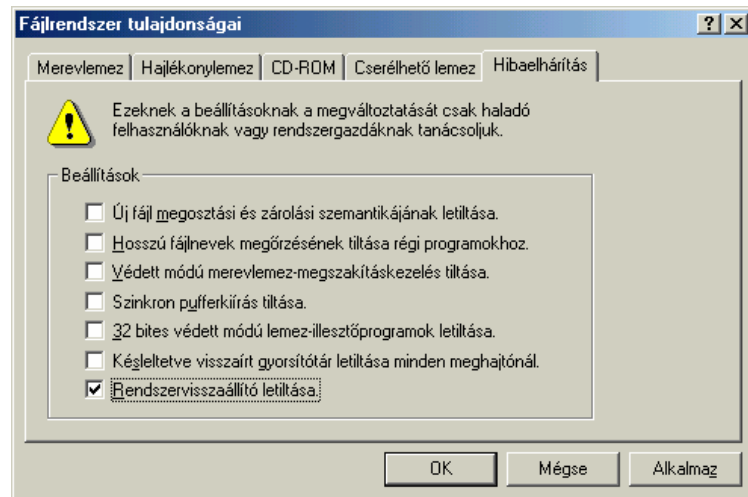 Fájlrendszer tulajdonságai
Merevlemez Hajlékonylemez CD-ROM Cserélhető lemez Hibaelhárítás
Ezeknek a beállításoknak a megváltoztatását csak haladó
felhasználóknak vagy rendszergazdáknak tanácsoljuk.
Beállítások
Új fájl megosztási és zárolási szemantikájának letiltása.
Hosszú fájlnevek megőrzésének tiltása régi programokhoz.
Védett módú merevlemez-megszakításkezelés tiltása.
Szinkron pufferkiírás tiltása.
32 bites védett módú lemez-illesztőprogramok letiltása.
Késleltetve visszaírt gyorsítótár letiltása minden meghajtónál.
Rendszervisszaállító letiltása.
OK Mégse Alkalmaz